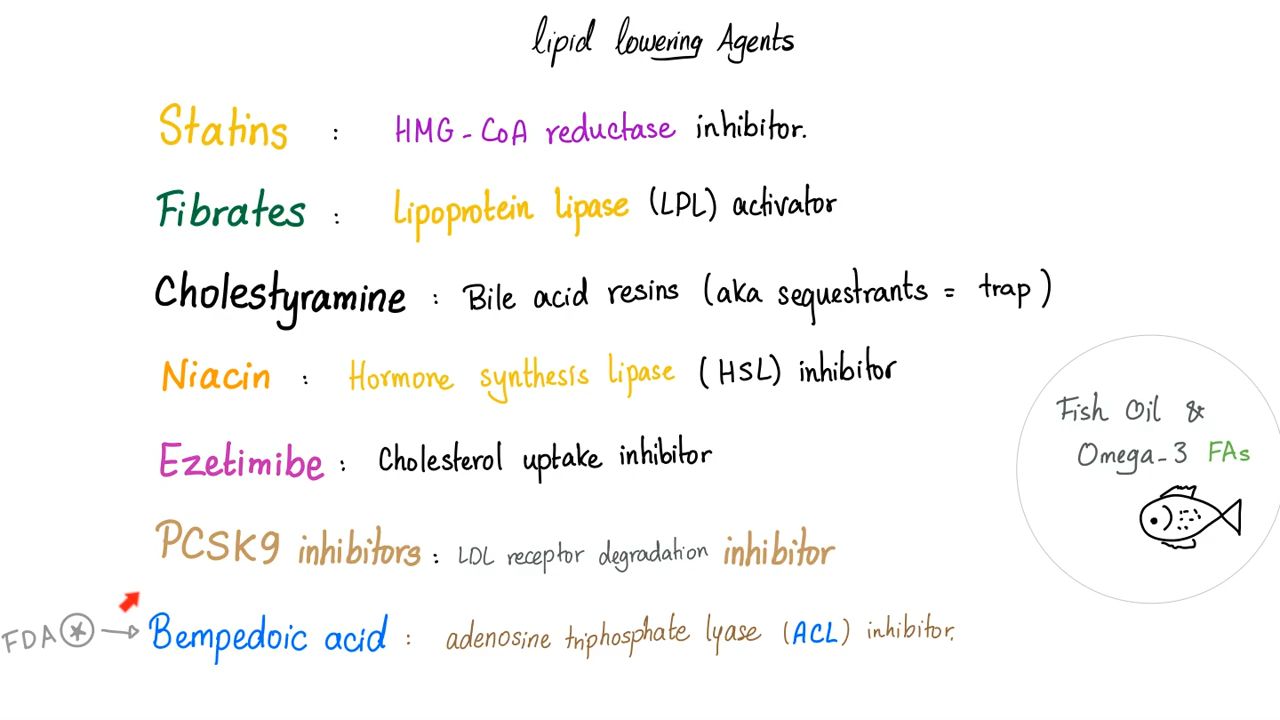 lipid lowering Agents
Statins : HMG-CoA reductase inhibitor.
Fibrates : Lipoprotein lipase (LPL) activator
Cholestyramine : Bile acid resins (aka sequestrants = trap)
Niacin : Hormone synthesis lipase (HSL) inhibitor
Ezetimibe : Cholesterol uptake inhibitor
PCSK9 inhibitors : LDL receptor degradation inhibitor
FDA * → Bempedoic acid : adenosine triphosphate lyase (ACL) inhibitor.
Fish Oil &
Omega-3 FAs